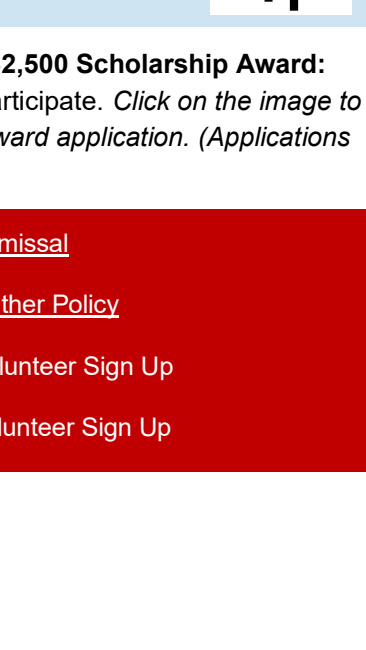 2,500 Scholarship Award:
articipate. Click on the image to
ward application. (Applications
missal
ther Policy
lunteer Sign Up
lunteer Sign Up